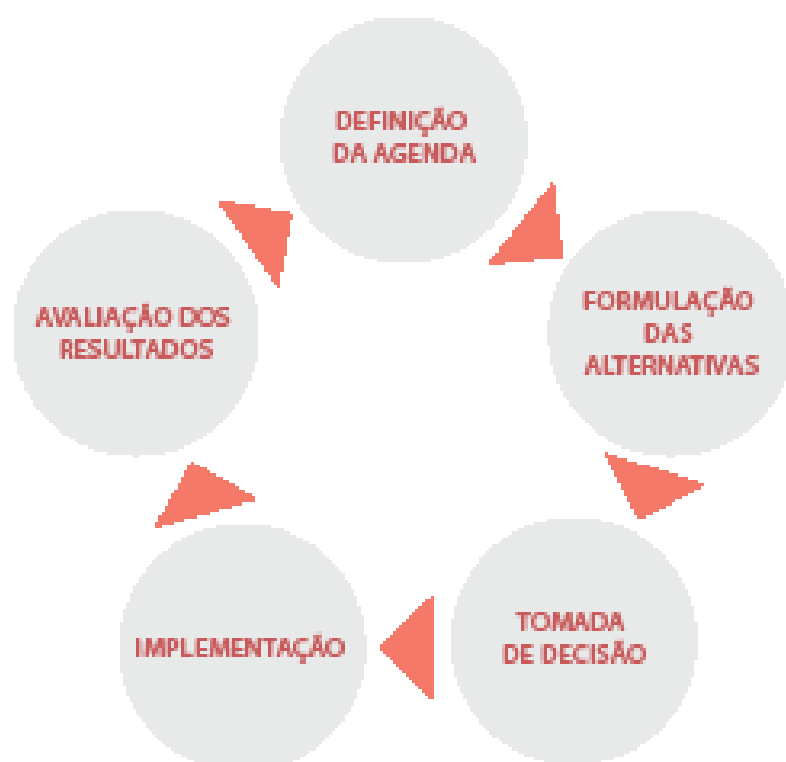 DEFINIÇÃO
DA AGENDA
FORMULAÇÃO
DAS
ALTERNATIVAS
TOMADA
DE DECISÃO
IMPLEMENTAÇÃO
AVALIAÇÃO DOS
RESULTADOS